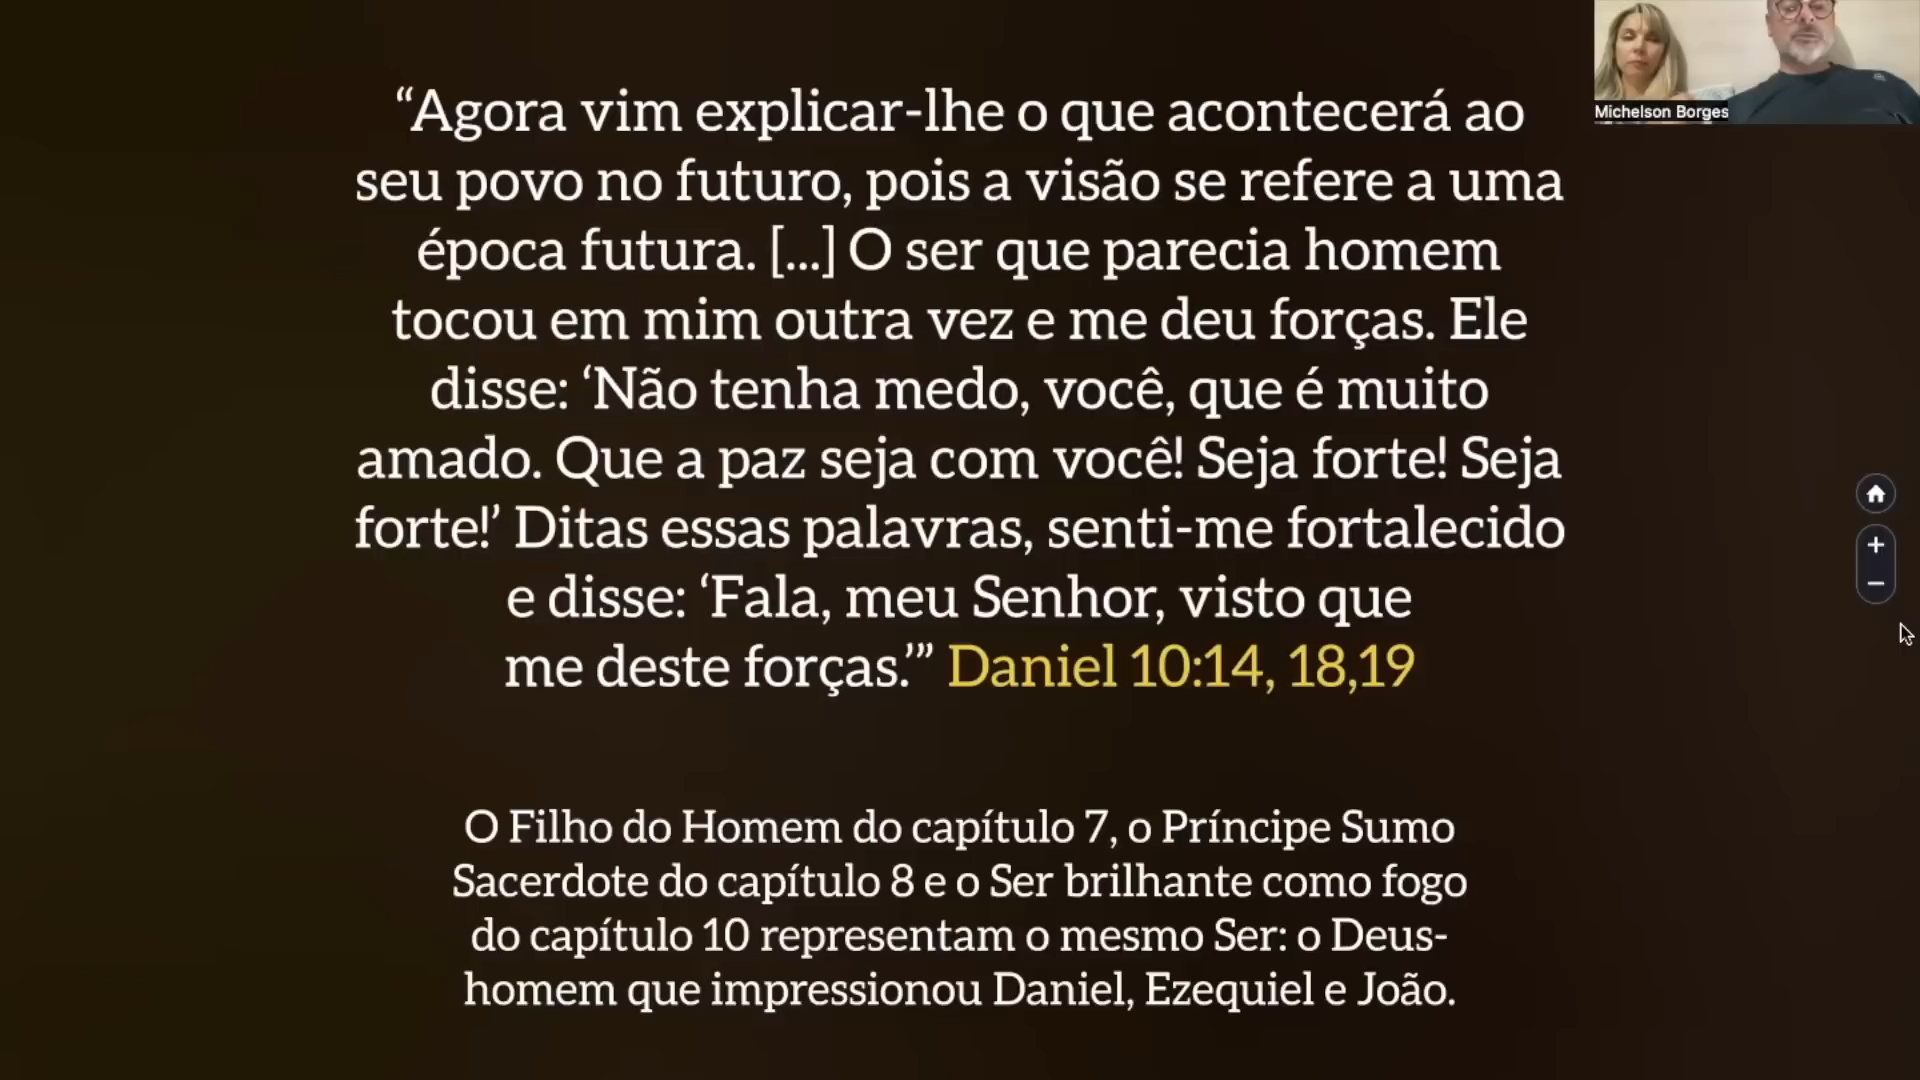 Michelson Borges
“Agora vim explicar-lhe o que acontecerá ao
seu povo no futuro, pois a visão se refere a uma
época futura. [...] O ser que parecia homem
tocou em mim outra vez e me deu forças. Ele
disse: ‘Não tenha medo, você, que é muito
amado. Que a paz seja com você! Seja forte! Seja
forte!’ Ditas essas palavras, senti-me fortalecido
e disse: ‘Fala, meu Senhor, visto que
me deste forças.’” Daniel 10:14, 18,19
O Filho do Homem do capítulo 7, o Príncipe Sumo
Sacerdote do capítulo 8 e o Ser brilhante como fogo
do capítulo 10 representam o mesmo Ser: o Deus-
homem que impressionou Daniel, Ezequiel e João.